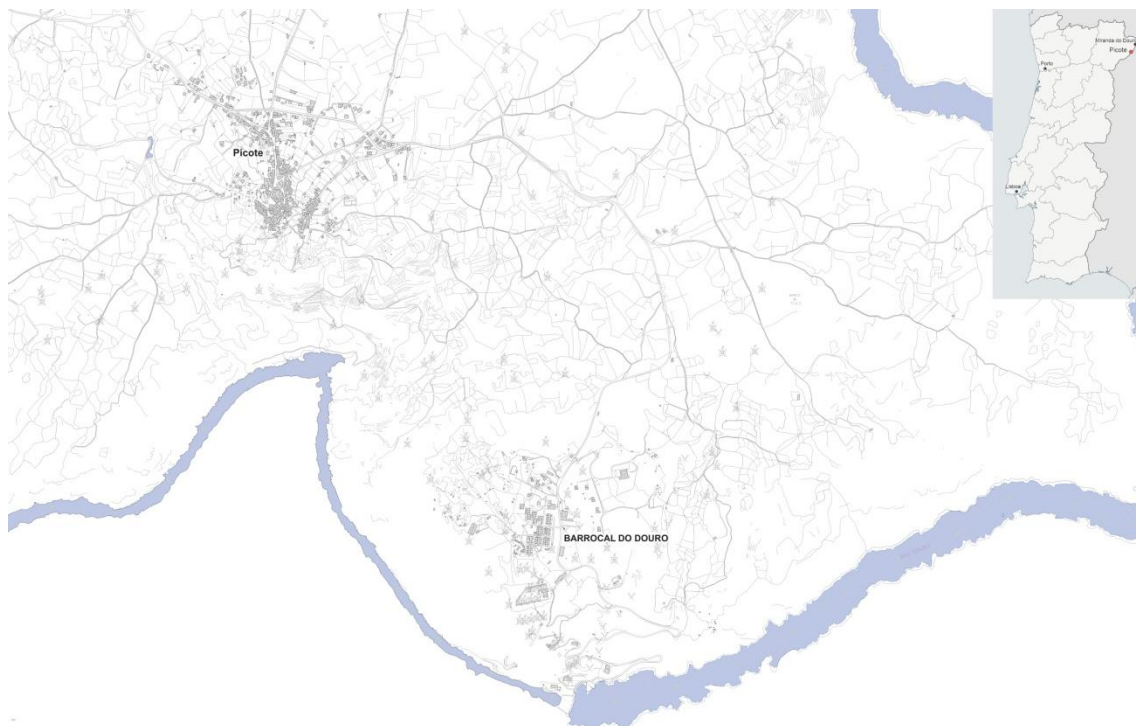 Miranda do Douro
Picote
Porto
Picote
Lisboa
BARROCAL DO DOURO